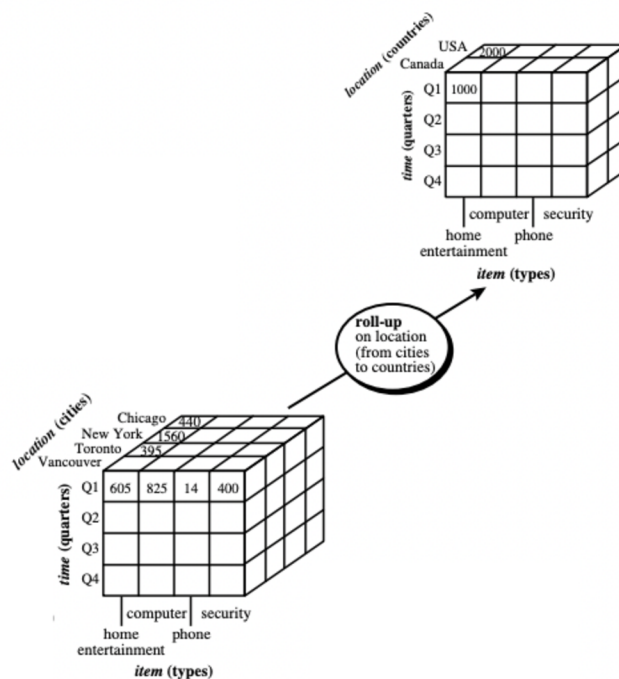 location (countries)
USA 2000
Canada
Q1 1000
Q2
Q3
Q4
time (quarters)
computer security
home phone
entertainment
item (types)
roll-up
on location
(from cities
to countries)
location (cities)
Chicago 440
New York 1560
Toronto 395
Vancouver
Q1 605 825 14 400
Q2
Q3
Q4
time (quarters)
computer security
home phone
entertainment
item (types)